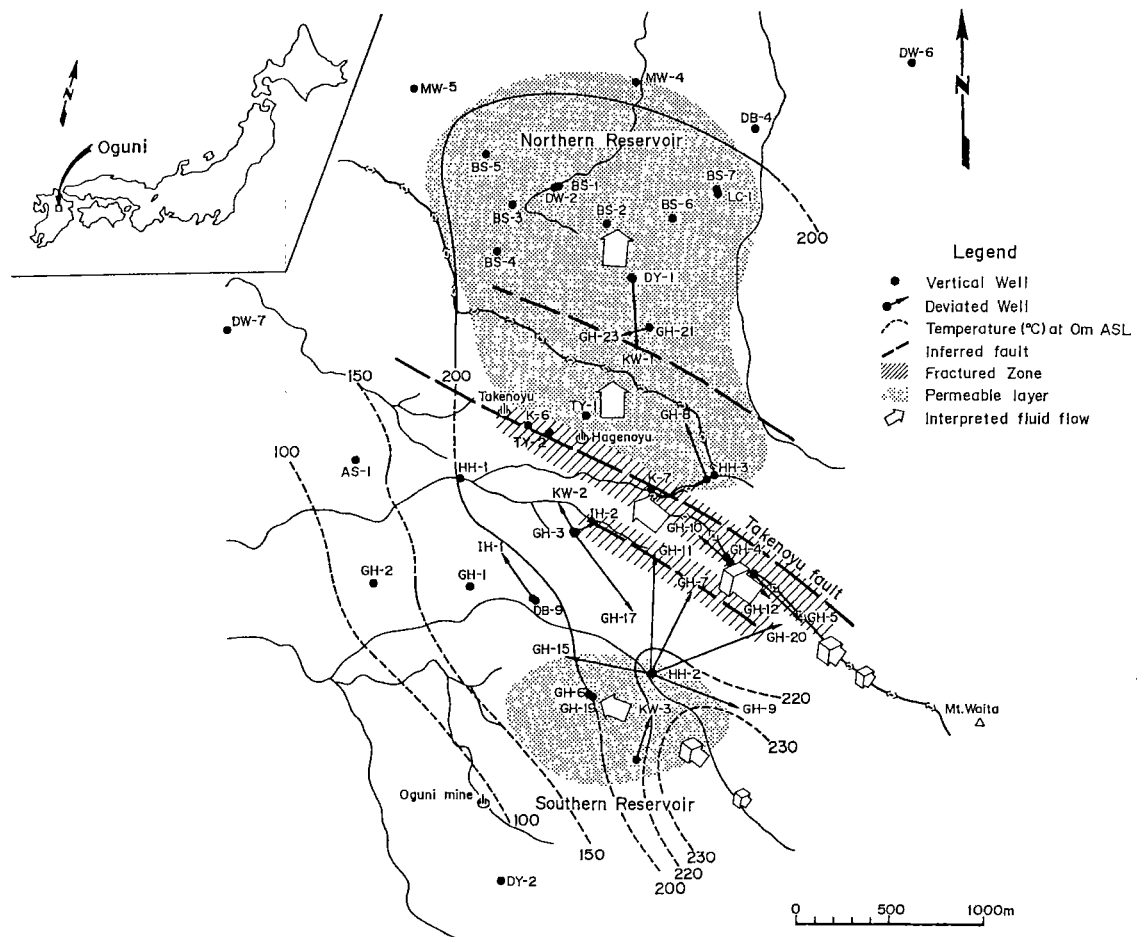 N
Oguni
N
DW-6
MW-5
MW-4
DB-4
Northern Reservoir
BS-5
BS-1
DW-2
BS-7
LC-1
BS-3
BS-2
BS-6
200
BS-4
DY-1
Legend
Vertical Well
Deviated Well
Temperature (°C) at 0m ASL
Inferred fault
Fractured Zone
Permeable layer
Interpreted fluid flow
DW-7
GH-23
GH-21
KW-1
150
200
Takenoyu
K-6
TY-1
GH-8
TY-2
Hagenoyu
100
AS-1
HH-1
K-7
HH-3
KW-2
IH-2
GH-10
Takenoyu fault
GH-3
GH-11
GH-4
IH-1
GH-7
GH-2
GH-1
DB-9
GH-17
GH-12
GH-5
GH-20
GH-15
HH-2
GH-6
GH-19
KW-3
220
GH-9
230
Mt. Waita
Oguni mine
Southern Reservoir
100
150
230
220
200
DY-2
0
500
1000m